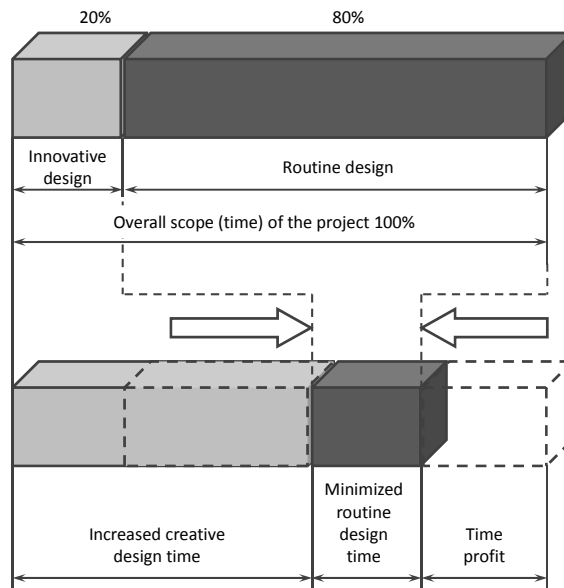 20%
80%
Innovative
design
Routine design
Overall scope (time) of the project 100%
Increased creative
design time
Minimized
routine
design
time
Time
profit